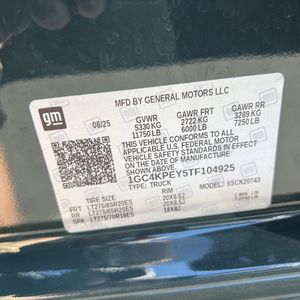 gm
MFD BY GENERAL MOTORS LLC
08/25 GVWR GAWR FRT GAWR RR
5330 KG 2722 KG 3289 KG
11750 LB 6000 LB 7250 LB
THIS VEHICLE CONFORMS TO ALL
APPLICABLE U.S. FEDERAL MOTOR
VEHICLE SAFETY
STANDARDS IN EFFECT ON THE DATE OF MANUFACTURE
SHOWN ABOVE.
1GC4KPEY5TF104925
TYPE: TRUCK MODEL: S5CK20743
TIRE SIZE RIM
FRT LT275/65R20ES 20X8.5J
RR LT275/65R20ES 20X8.5J
SPA LT275/70R18ES 18X8J